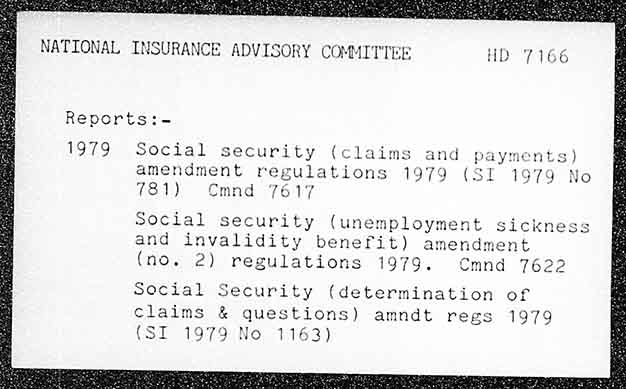 NATIONAL INSURANCE ADVISORY COMMITTEE HD 7166
Reports:-
1979 Social security (claims and payments)
amendment regulations 1979 (SI 1979 No
781) Cmnd 7617
Social security (unemployment sickness
and invalidity benefit) amendment
(no. 2) regulations 1979. Cmnd 7622
Social Security (determination of
claims & questions) amndt regs 1979
(SI 1979 No 1163)